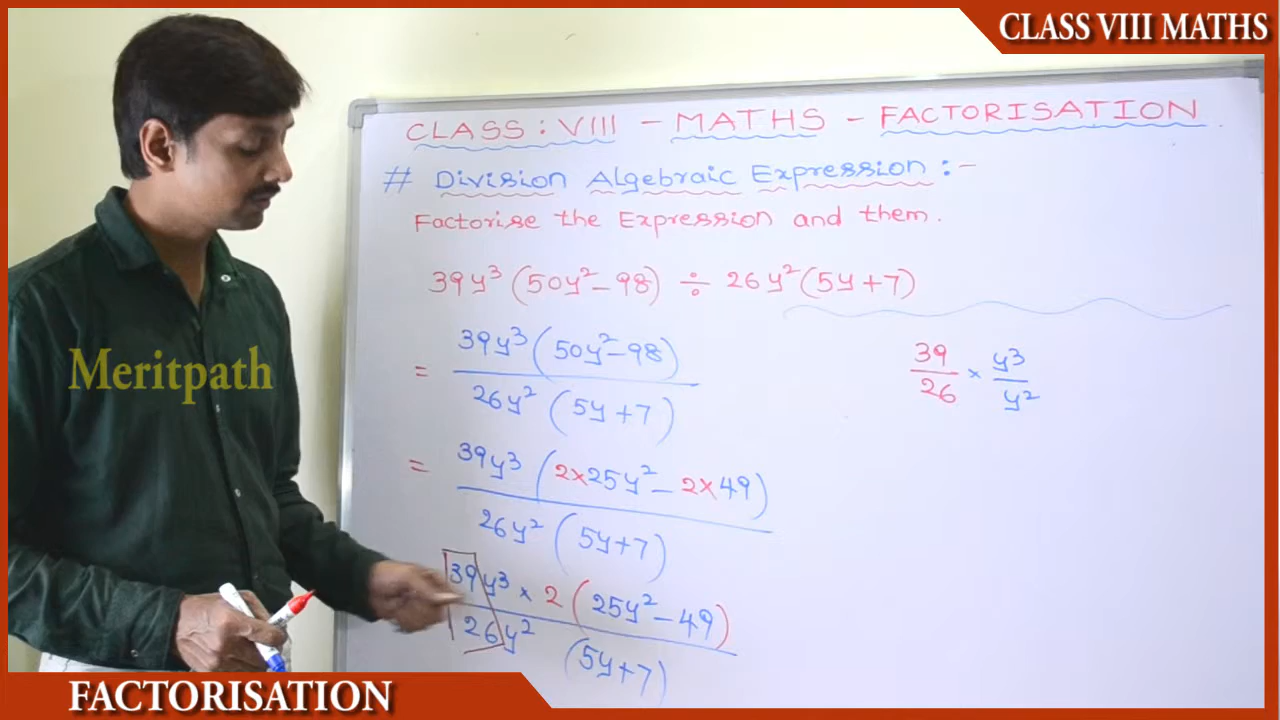 CLASS VIII MATHS
CLASS : VIII - MATHS - FACTORISATION
# Division Algebraic Expression :-
Factorise the Expression and them.
39y³ (50y² - 98) ÷ 26y² (5y + 7)
= 39y³ (50y² - 98)
26y² (5y + 7)
= 39y³ (2×25y² - 2×49)
26y² (5y + 7)
39y³ × 2 (25y² - 49)
26y² (5y + 7)
39/26 × y³/y²
Meritpath
FACTORISATION